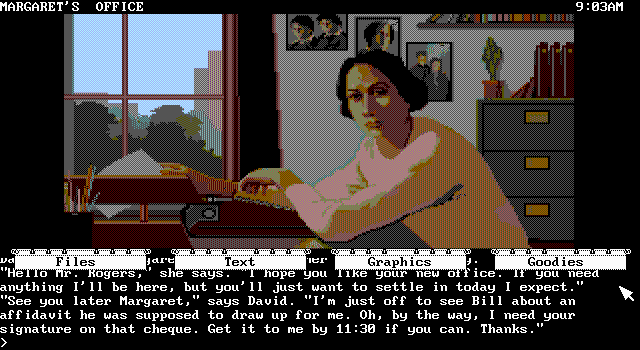 MARGARET'S OFFICE 9:03AM
Files Text Graphics Goodies
"Hello Mr. Rogers," she says. "I hope you like your new office. If you need
anything I'll be here, but you'll just want to settle in today I expect."
"See you later Margaret," says David. "I'm just off to see Bill about an
affidavit he was supposed to draw up for me. Oh, by the way, I need your
signature on that cheque. Get it to me by 11:30 if you can. Thanks."
>